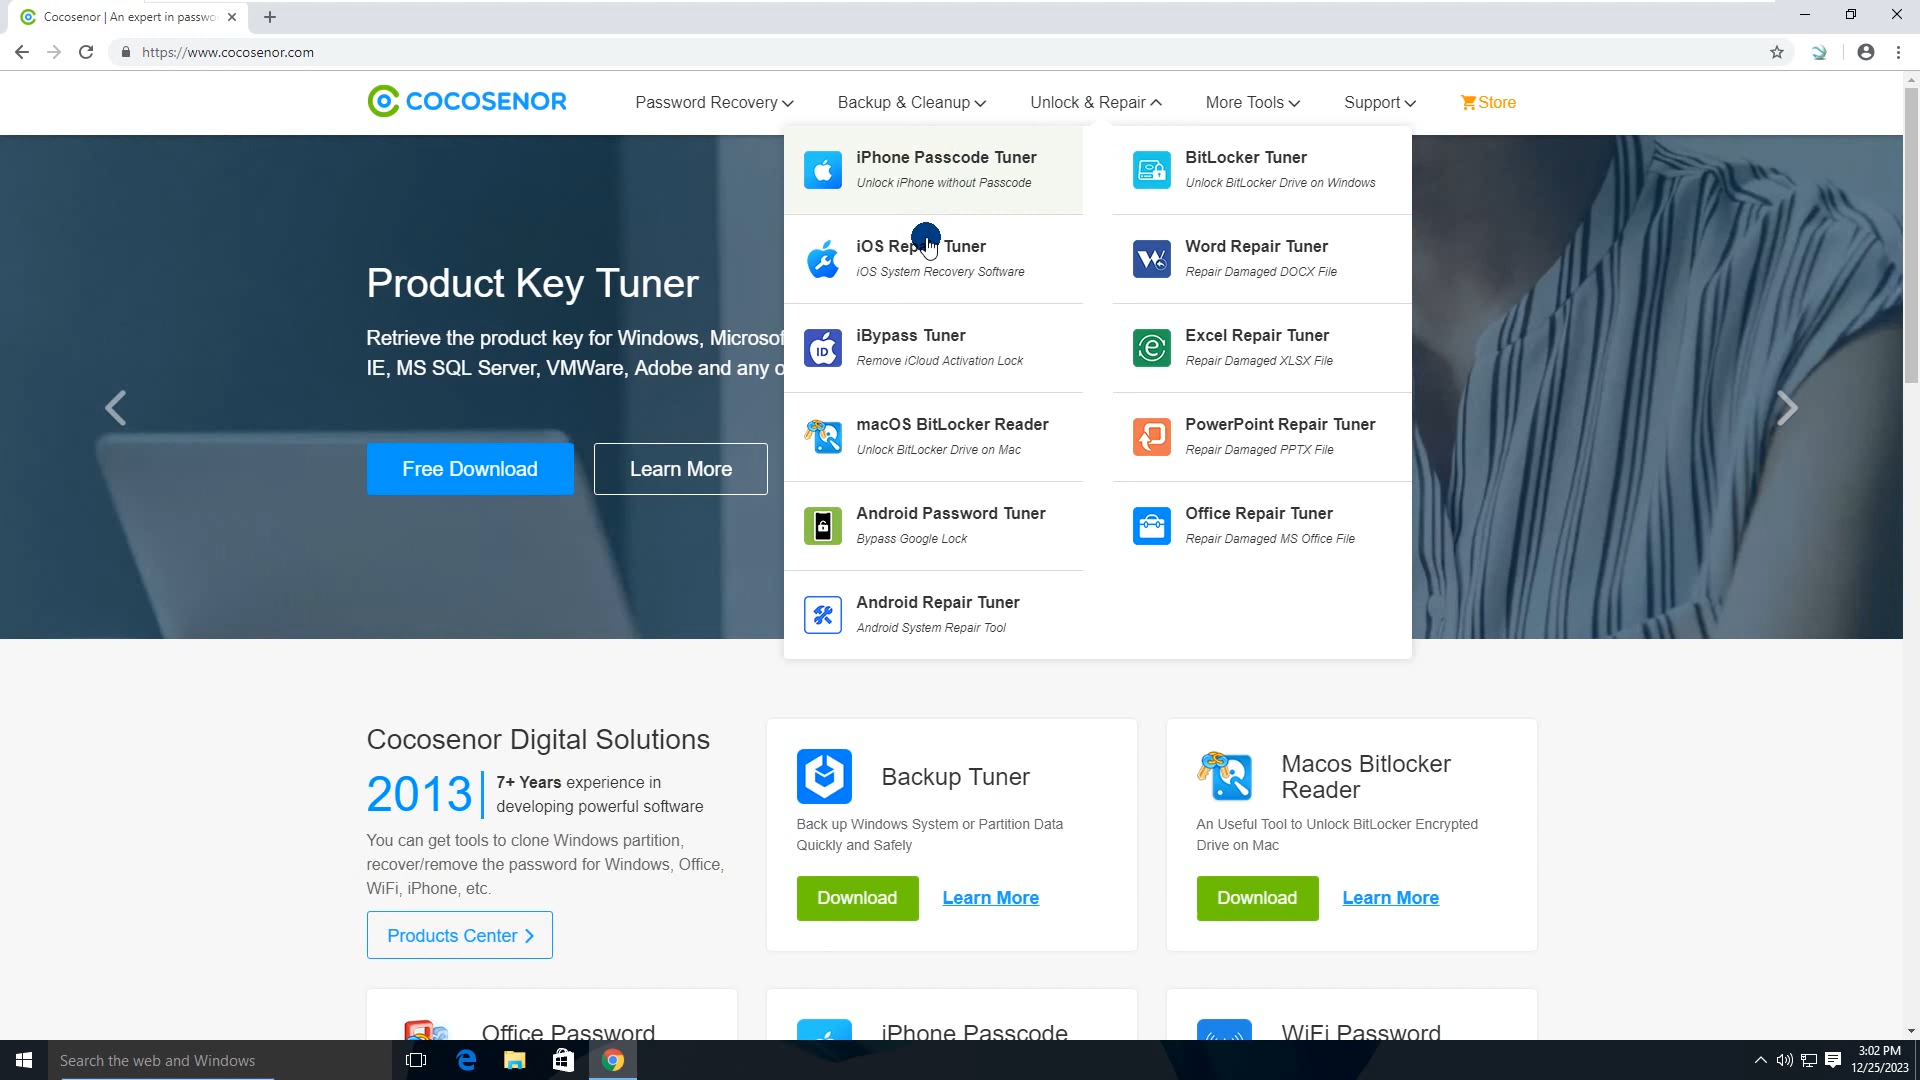 Cocosenor | An expert in passwo
https://www.cocosenor.com
COCOSENOR
Password Recovery
Backup & Cleanup
Unlock & Repair
More Tools
Support
Store
iPhone Passcode Tuner
Unlock iPhone without Passcode
iOS Repair Tuner
iOS System Recovery Software
iBypass Tuner
Remove iCloud Activation Lock
macOS BitLocker Reader
Unlock BitLocker Drive on Mac
Android Password Tuner
Bypass Google Lock
Android Repair Tuner
Android System Repair Tool
BitLocker Tuner
Unlock BitLocker Drive on Windows
Word Repair Tuner
Repair Damaged DOCX File
Excel Repair Tuner
Repair Damaged XLSX File
PowerPoint Repair Tuner
Repair Damaged PPTX File
Office Repair Tuner
Repair Damaged MS Office File
Product Key Tuner
Retrieve the product key for Windows, Microsof
IE, MS SQL Server, VMWare, Adobe and any o
Free Download
Learn More
Cocosenor Digital Solutions
2013
7+ Years experience in
developing powerful software
You can get tools to clone Windows partition,
recover/remove the password for Windows, Office,
WiFi, iPhone, etc.
Products Center
Backup Tuner
Back up Windows System or Partition Data
Quickly and Safely
Download
Learn More
Macos Bitlocker
Reader
An Useful Tool to Unlock BitLocker Encrypted
Drive on Mac
Download
Learn More
Office Password
iPhone Passcode
WiFi Password
Search the web and Windows
3:02 PM
12/25/2023